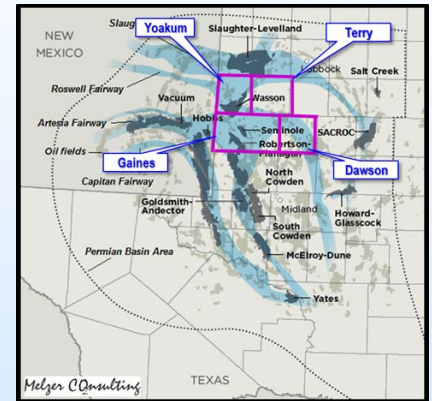 Slaug
Yoakum
Slaughter-Levelland
Terry
NEW
MEXICO
Lubbock
Salt Creek
Roswell Fairway
Vacuum
Wasson
Artesia Fairway
Hobbs
Seminole
SACROC
Oil fields
Robertson-
Flanagan
Gaines
Dawson
Capitan Fairway
North
Cowden
Goldsmith-
Andector
Midland
Howard-
Glasscock
South
Cowden
Permian Basin Area
McElroy-Dune
Yates
TEXAS
Melzer COnsulting